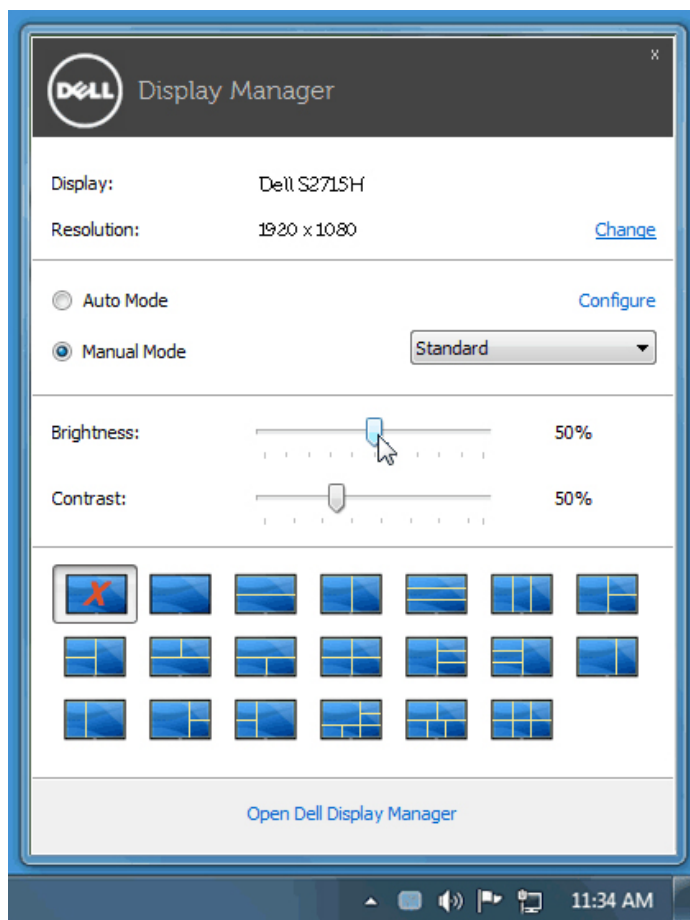 x
DELL Display Manager
Display: Dell S2715H
Resolution: 1920 x 1080 Change
Auto Mode Configure
Manual Mode Standard
Brightness: 50%
Contrast: 50%
Open Dell Display Manager
11:34 AM